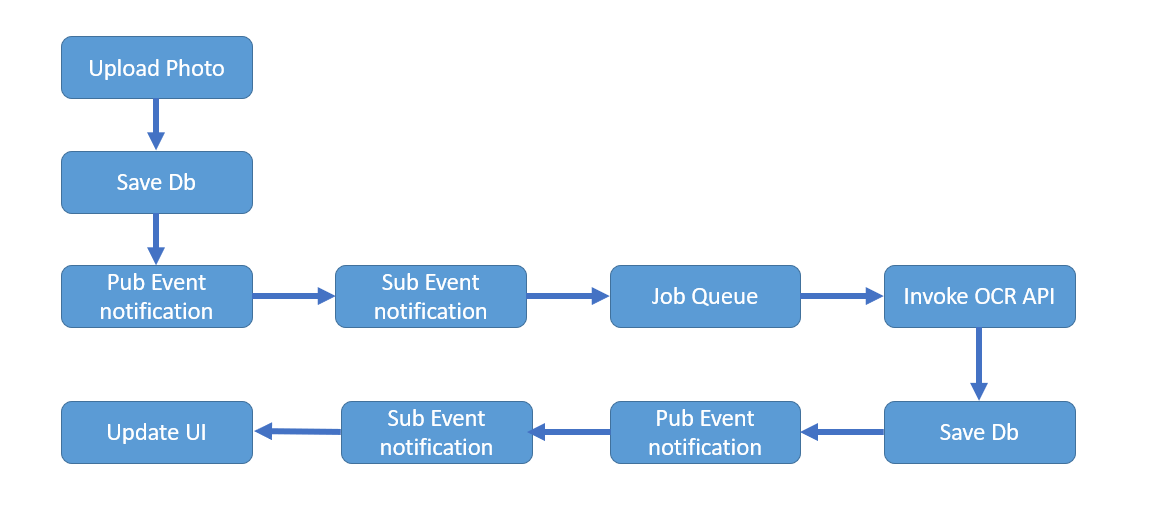 Upload Photo
Save Db
Pub Event
notification
Sub Event
notification
Job Queue
Invoke OCR API
Save Db
Pub Event
notification
Sub Event
notification
Update UI